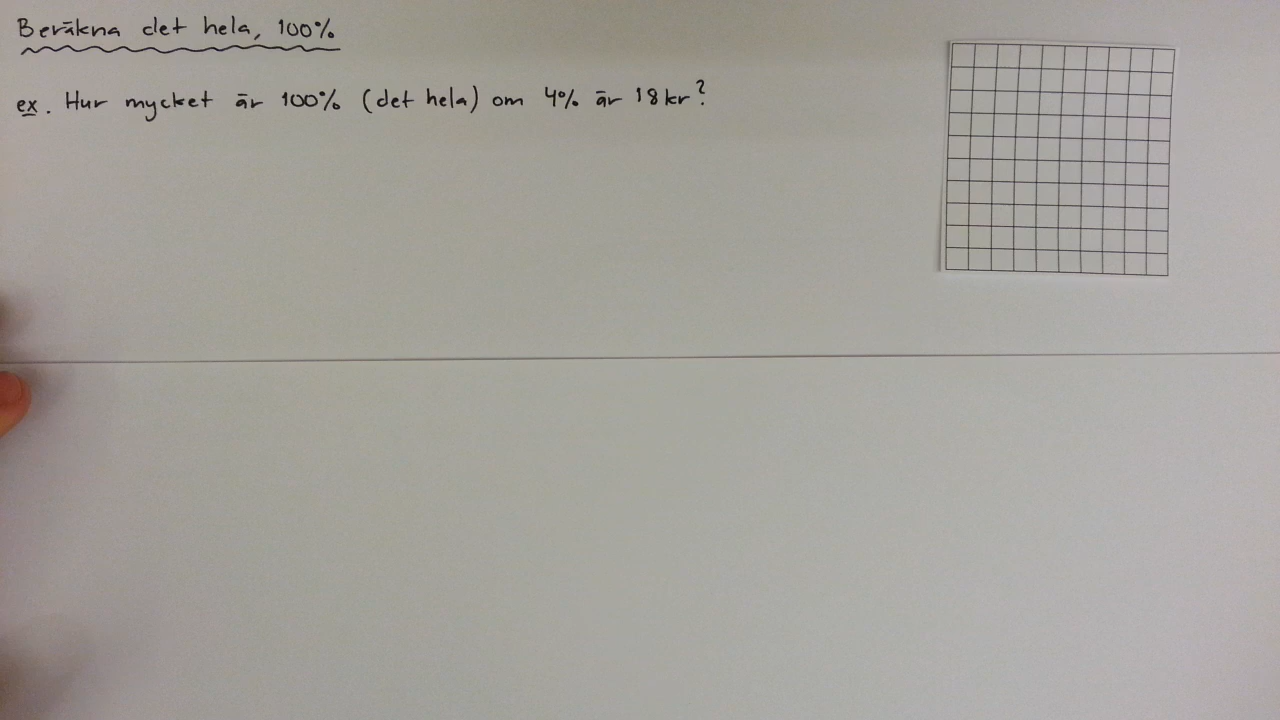 Beräkna det hela, 100%
ex. Hur mycket är 100% (det hela) om 4% är 18 kr?